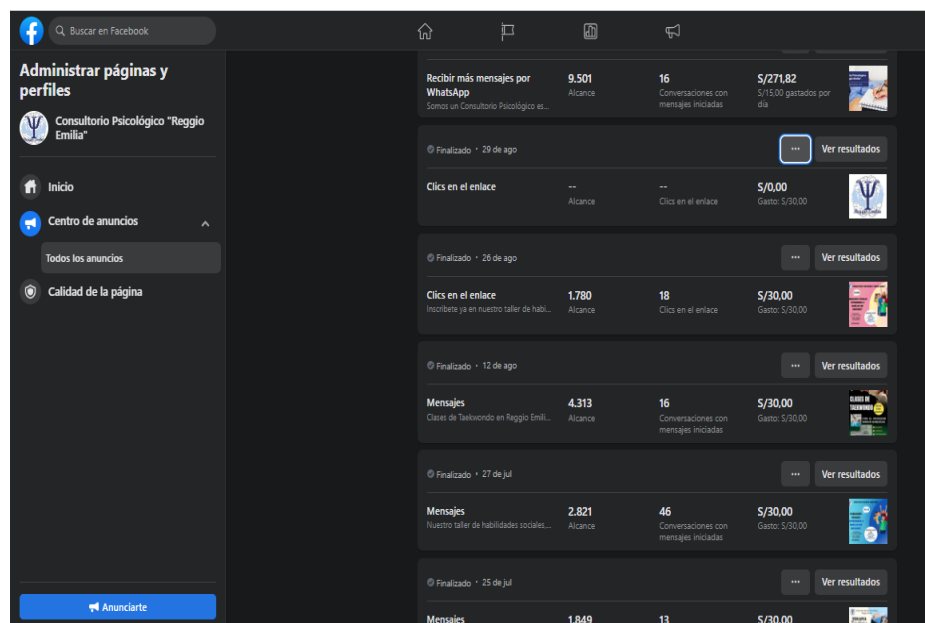 Buscar en Facebook
Administrar páginas y
perfiles
Consultorio Psicológico "Reggio
Emilia"
Inicio
Centro de anuncios
Todos los anuncios
Calidad de la página
Anunciarte
Recibir más mensajes por
WhatsApp
Somos un Consultorio Psicológico es...
9.501
Alcance
16
Conversaciones con
mensajes iniciadas
S/271,82
S/15,00 gastados por
día
Finalizado · 29 de ago
Ver resultados
Clics en el enlace
--
Alcance
--
Clics en el enlace
S/0,00
Gasto: S/30,00
Finalizado · 26 de ago
Ver resultados
Clics en el enlace
Inscribete ya en nuestro taller de habi...
1.780
Alcance
18
Clics en el enlace
S/30,00
Gasto: S/30,00
Finalizado · 12 de ago
Ver resultados
Mensajes
Clases de Taekwondo en Reggio Emili...
4.313
Alcance
16
Conversaciones con
mensajes iniciadas
S/30,00
Gasto: S/30,00
CLASES DE
TAEKWONDO
Finalizado · 27 de jul
Ver resultados
Mensajes
Nuestro taller de habilidades sociales,...
2.821
Alcance
46
Conversaciones con
mensajes iniciadas
S/30,00
Gasto: S/30,00
Finalizado · 25 de jul
Ver resultados
Mensajes
1.849
13
S/30,00